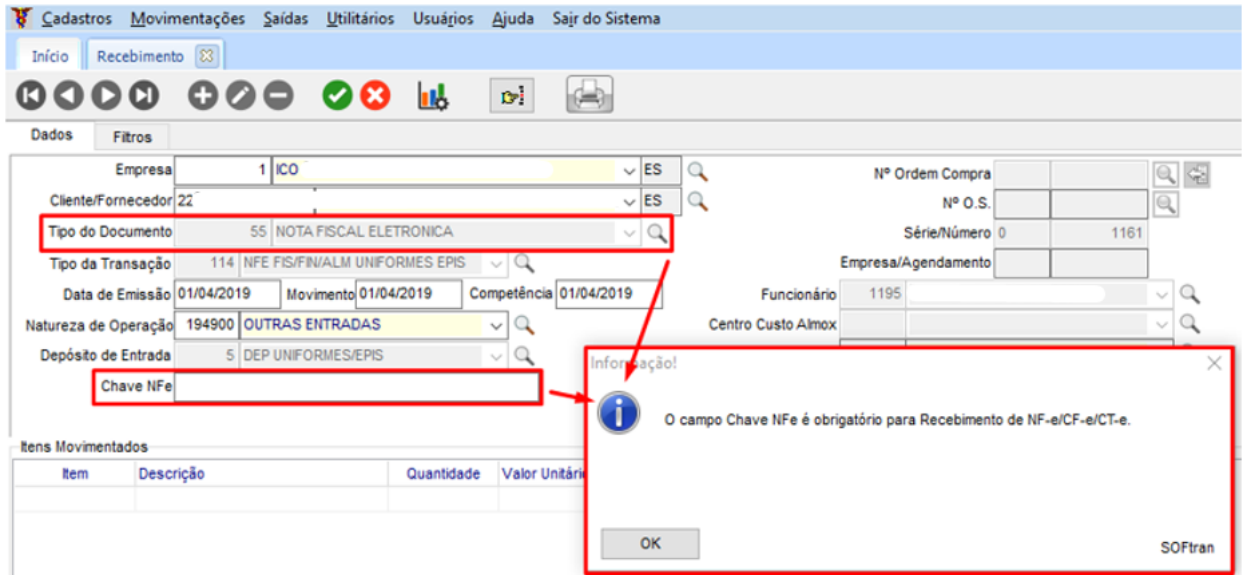 Cadastros Movimentações Saídas Utilitários Usuários Ajuda Sair do Sistema
Início Recebimento
Dados Filtros
Empresa 1 ICO ES
Nº Ordem Compra
Cliente/Fornecedor 22 ES
Nº O.S.
Tipo do Documento 55 NOTA FISCAL ELETRONICA
Série/Número 0 1161
Tipo da Transação 114 NFE FIS/FIN/ALM UNIFORMES EPIS
Empresa/Agendamento
Data de Emissão 01/04/2019 Movimento 01/04/2019 Competência 01/04/2019
Funcionário 1195
Natureza de Operação 194900 OUTRAS ENTRADAS
Centro Custo Almox
Depósito de Entrada 5 DEP UNIFORMES/EPIS
Chave NFe
Informação!
O campo Chave NFe é obrigatório para Recebimento de NF-e/CF-e/CT-e.
OK
SOFtran
Itens Movimentados
Item Descrição Quantidade Valor Unitári